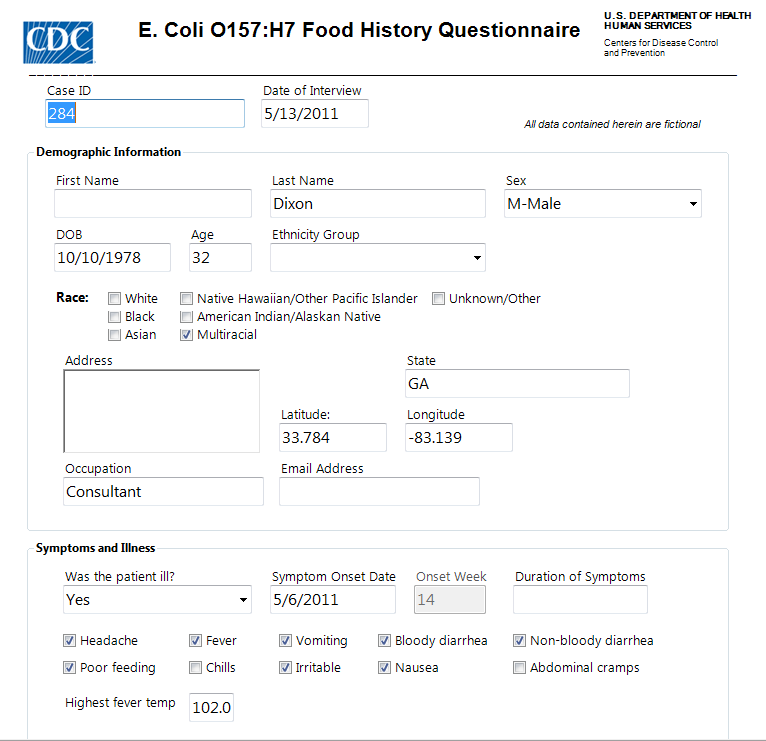 CDC
E. Coli O157:H7 Food History Questionnaire
U.S. DEPARTMENT OF HEALTH
HUMAN SERVICES
Centers for Disease Control
and Prevention
Case ID Date of Interview
284 5/13/2011
All data contained herein are fictional
Demographic Information
First Name Last Name Sex
Dixon M-Male
DOB Age Ethnicity Group
10/10/1978 32
Race: White Native Hawaiian/Other Pacific Islander Unknown/Other
Black American Indian/Alaskan Native
Asian Multiracial
Address State
GA
Latitude: Longitude
33.784 -83.139
Occupation Email Address
Consultant
Symptoms and Illness
Was the patient ill? Symptom Onset Date Onset Week Duration of Symptoms
Yes 5/6/2011 14
Headache Fever Vomiting Bloody diarrhea Non-bloody diarrhea
Poor feeding Chills Irritable Nausea Abdominal cramps
Highest fever temp 102.0